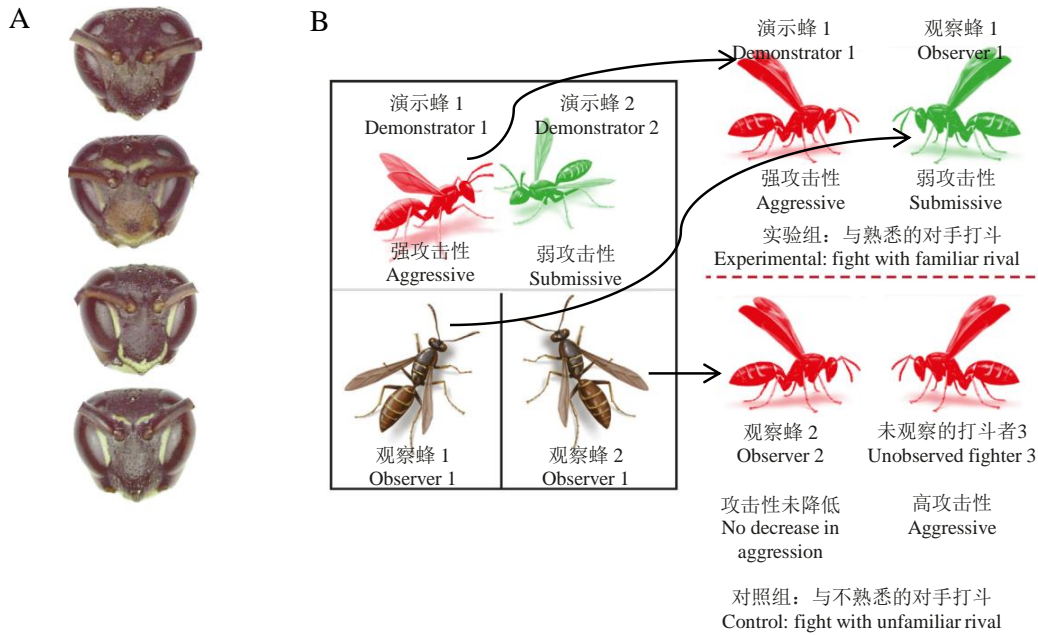 A
B
演示蜂 1
Demonstrator 1
演示蜂 2
Demonstrator 2
强攻击性
Aggressive
弱攻击性
Submissive
观察蜂 1
Observer 1
观察蜂 2
Observer 1
演示蜂 1
Demonstrator 1
观察蜂 1
Observer 1
强攻击性
Aggressive
弱攻击性
Submissive
实验组：与熟悉的对手打斗
Experimental: fight with familiar rival
观察蜂 2
Observer 2
未观察的打斗者3
Unobserved fighter 3
攻击性未降低
No decrease in
aggression
高攻击性
Aggressive
对照组：与不熟悉的对手打斗
Control: fight with unfamiliar rival